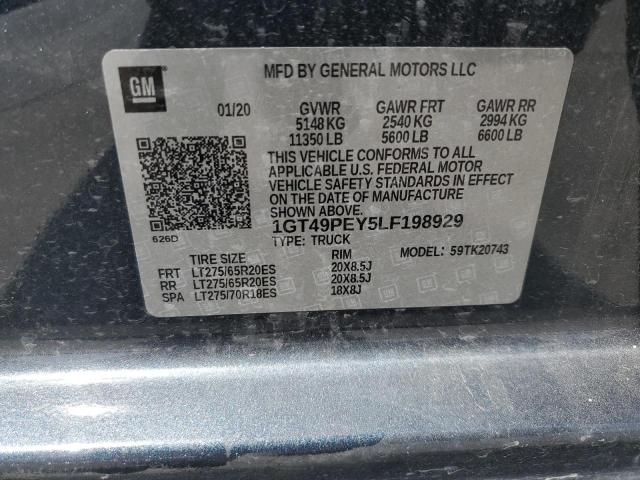 GM
MFD BY GENERAL MOTORS LLC
01/20 GVWR GAWR FRT GAWR RR
5148 KG 2540 KG 2994 KG
11350 LB 5600 LB 6600 LB
THIS VEHICLE CONFORMS TO ALL
APPLICABLE U.S. FEDERAL MOTOR
VEHICLE SAFETY STANDARDS IN EFFECT
ON THE DATE OF MANUFACTURE
SHOWN ABOVE.
626D
1GT49PEY5LF198929
TYPE: TRUCK
TIRE SIZE RIM MODEL: 59TK20743
FRT LT275/65R20ES 20X8.5J
RR LT275/65R20ES 20X8.5J
SPA LT275/70R18ES 18X8J